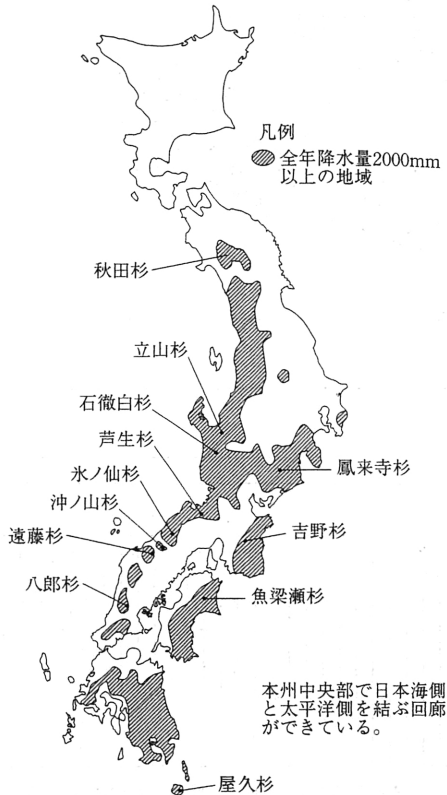 凡例
全年降水量2000mm
以上の地域
秋田杉
立山杉
石徹白杉
芦生杉
氷ノ仙杉
沖ノ山杉
遠藤杉
八郎杉
鳳来寺杉
吉野杉
魚梁瀬杉
本州中央部で日本海側
と太平洋側を結ぶ回廊
ができている。
屋久杉